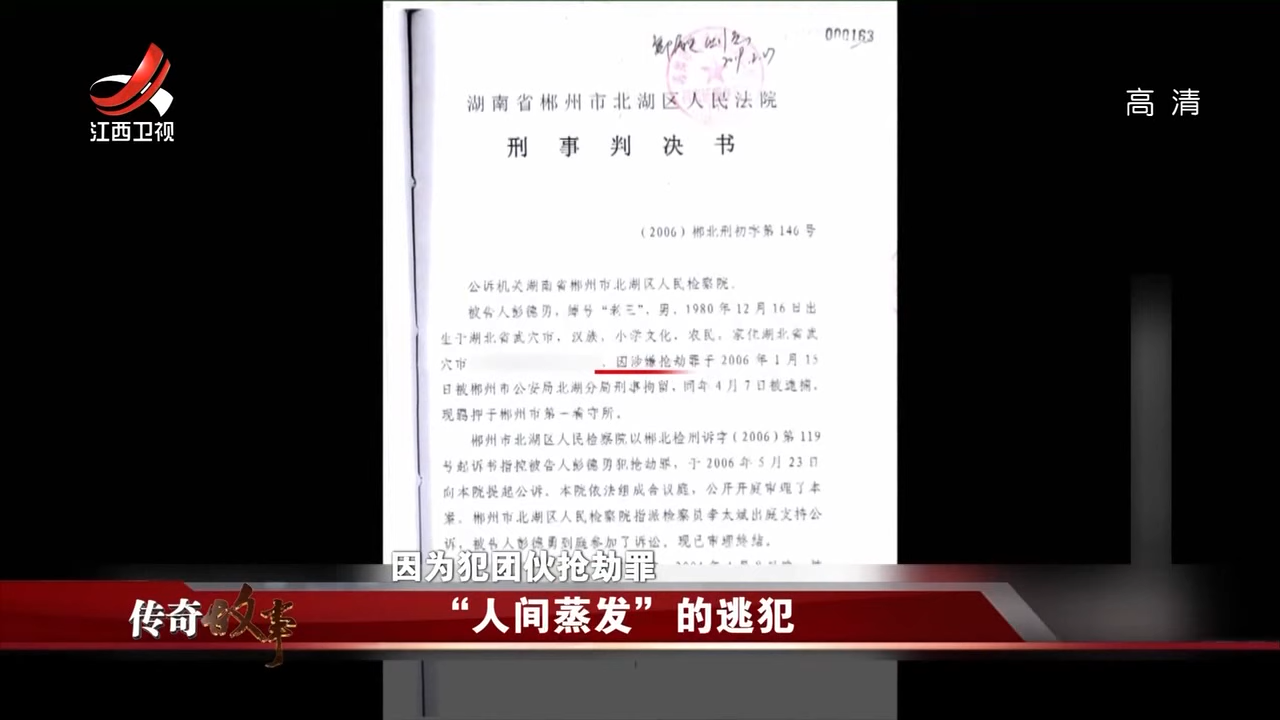 000163
江西卫视
高清
湖南省郴州市北湖区人民法院
刑事判决书
（2006）郴北刑初字第146号
公诉机关湖南省郴州市北湖区人民检察院。
被告人彭德勇，绰号“老三”，男，1980年12月16日出
生于湖北省武穴市，汉族，小学文化，农民，家住湖北省武
穴市
，因涉嫌抢劫罪于2006年1月15
日被郴州市公安局北湖分局刑事拘留，同年4月7日被逮捕。
现羁押于郴州市第一看守所。
郴州市北湖区人民检察院以郴北检刑诉字（2006）第119
号起诉书指控被告人彭德勇犯抢劫罪，于2006年5月23日
向本院提起公诉。本院依法组成合议庭，公开开庭审理了本
案。郴州市北湖区人民检察院指派检察员李太斌出庭支持公
诉，被告人彭德勇到庭参加了诉讼。现已审理终结。
因为犯团伙抢劫罪
传奇故事
“人间蒸发”的逃犯